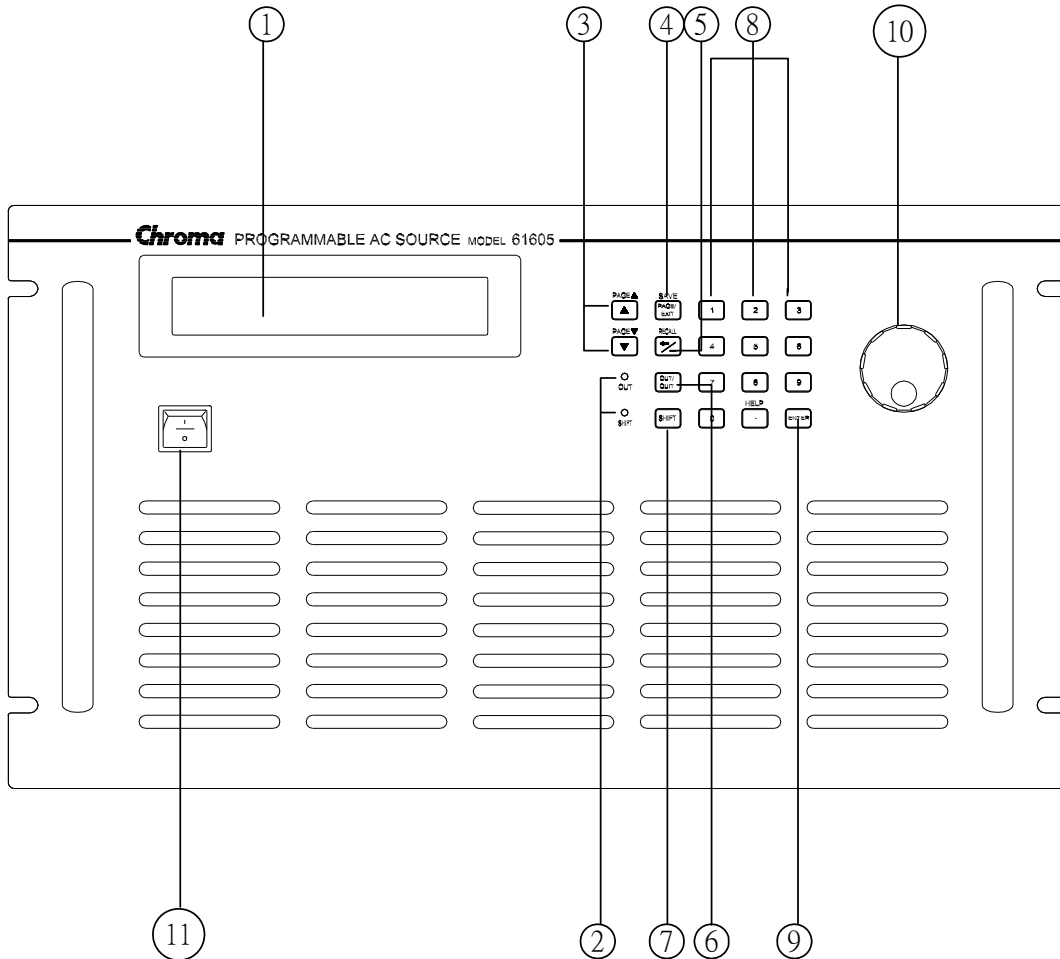 1 3 4 5 8 10
Chroma PROGRAMMABLE AC SOURCE MODEL 61605
PAGE▲ SAVE
▲ PAGE/ 1 2 3
EXIT
PAGE▼ RECALL
▼ 4 5 6
OUT OUT/ 7 8 9
QUIT
HELP
SHIFT SHIFT 0 . ENTER
I
O
11 2 7 6 9